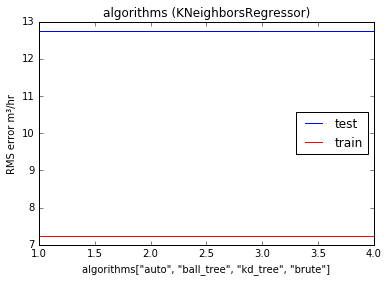 algorithms (KNeighborsRegressor)
13
12
11
10
9
8
7
RMS error m³/hr
test
train
1.0 1.5 2.0 2.5 3.0 3.5 4.0
algorithms["auto", "ball_tree", "kd_tree", "brute"]